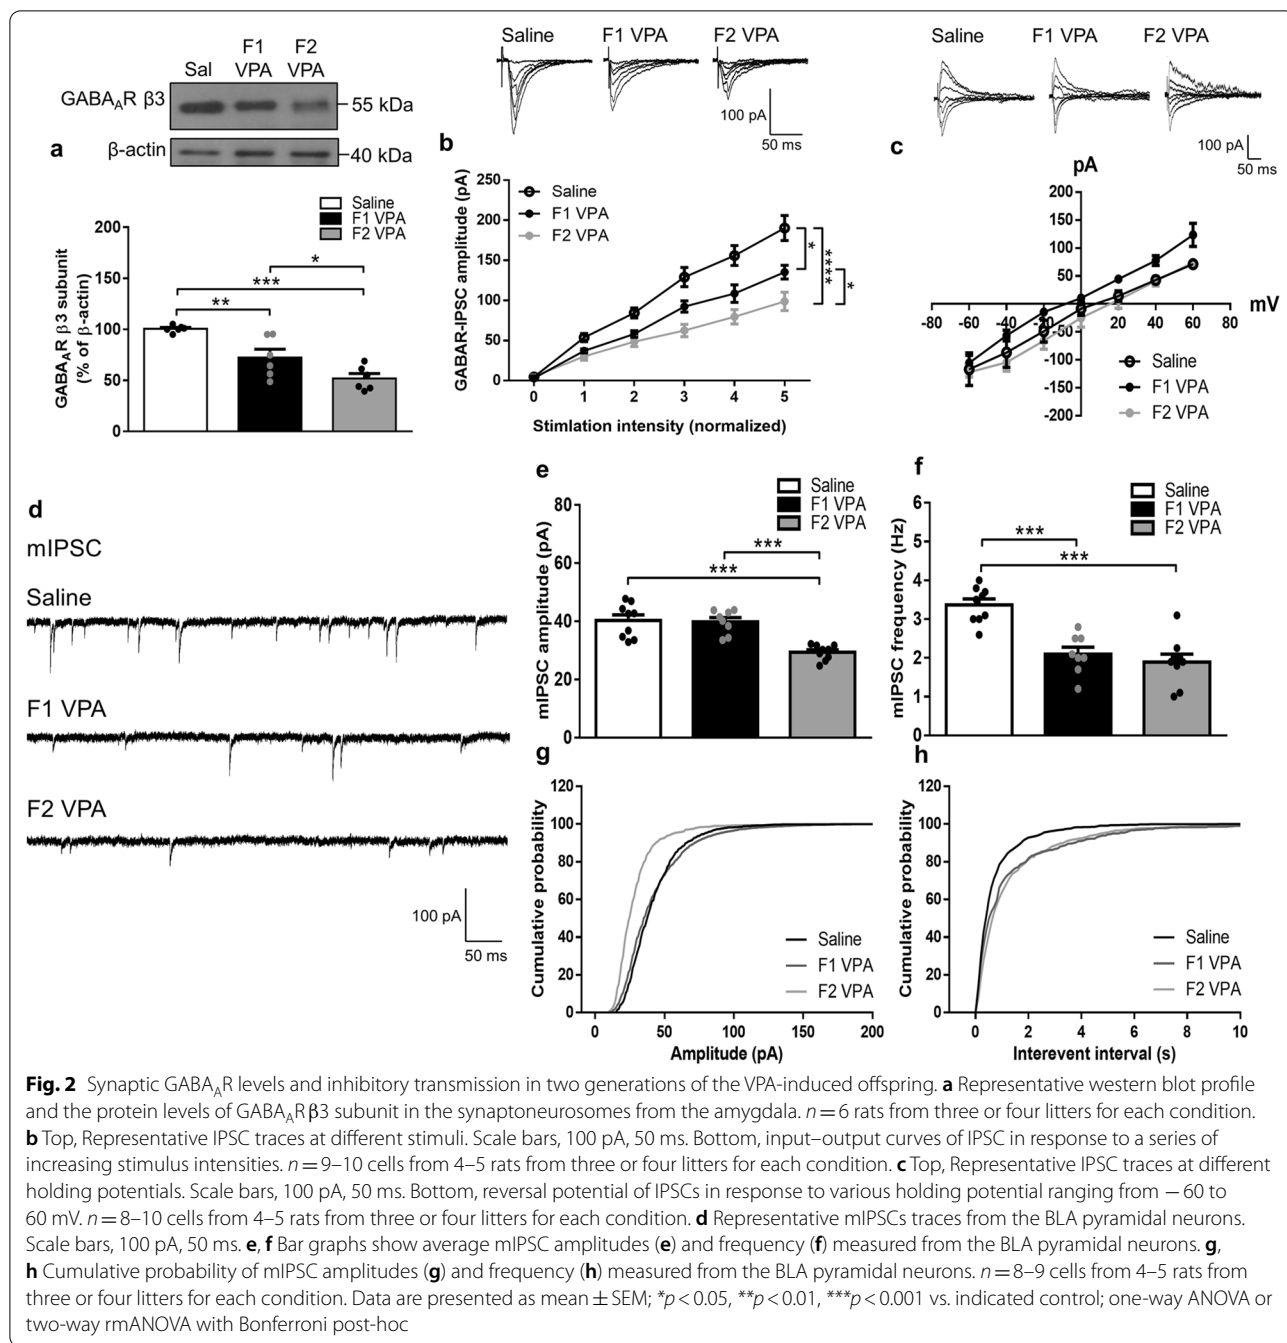 Sal
F1
VPA
F2
VPA
GABAAR β3
55 kDa
β-actin
40 kDa
a
Saline
F1 VPA
F2 VPA
GABAAR β3 subunit
(% of β-actin)
200
150
100
50
0
**
***
*
Saline
F1 VPA
F2 VPA
100 pA
50 ms
b
GABAR-IPSC amplitude (pA)
250
200
150
100
50
0
Saline
F1 VPA
F2 VPA
*
****
*
0 1 2 3 4 5
Stimlation intensity (normalized)
Saline
F1 VPA
F2 VPA
100 pA
50 ms
c
pA
200
150
100
50
-50
-100
-150
-200
-80 -60 -40 -20 20 40 60 80
mV
Saline
F1 VPA
F2 VPA
d
mIPSC
Saline
F1 VPA
F2 VPA
100 pA
50 ms
e
Saline
F1 VPA
F2 VPA
mIPSC amplitude (pA)
80
60
40
20
0
***
***
f
Saline
F1 VPA
F2 VPA
mIPSC frequency (Hz)
6
5
4
3
2
1
0
***
***
g
Cumulative probability
120
100
80
60
40
20
0
Saline
F1 VPA
F2 VPA
0 50 100 150 200
Amplitude (pA)
h
Cumulative probability
120
100
80
60
40
20
0
Saline
F1 VPA
F2 VPA
0 2 4 6 8 10
Interevent interval (s)
Fig. 2 Synaptic GABAAR levels and inhibitory transmission in two generations of the VPA-induced offspring. a Representative western blot profile
and the protein levels of GABAAR β3 subunit in the synaptoneurosomes from the amygdala. n = 6 rats from three or four litters for each condition.
b Top, Representative IPSC traces at different stimuli. Scale bars, 100 pA, 50 ms. Bottom, input–output curves of IPSC in response to a series of
increasing stimulus intensities. n = 9–10 cells from 4–5 rats from three or four litters for each condition. c Top, Representative IPSC traces at different
holding potentials. Scale bars, 100 pA, 50 ms. Bottom, reversal potential of IPSCs in response to various holding potential ranging from − 60 to
60 mV. n = 8–10 cells from 4–5 rats from three or four litters for each condition. d Representative mIPSCs traces from the BLA pyramidal neurons.
Scale bars, 100 pA, 50 ms. e, f Bar graphs show average mIPSC amplitudes (e) and frequency (f) measured from the BLA pyramidal neurons. g,
h Cumulative probability of mIPSC amplitudes (g) and frequency (h) measured from the BLA pyramidal neurons. n = 8–9 cells from 4–5 rats from
three or four litters for each condition. Data are presented as mean ± SEM; *p < 0.05, **p < 0.01, ***p < 0.001 vs. indicated control; one-way ANOVA or
two-way rmANOVA with Bonferroni post-hoc